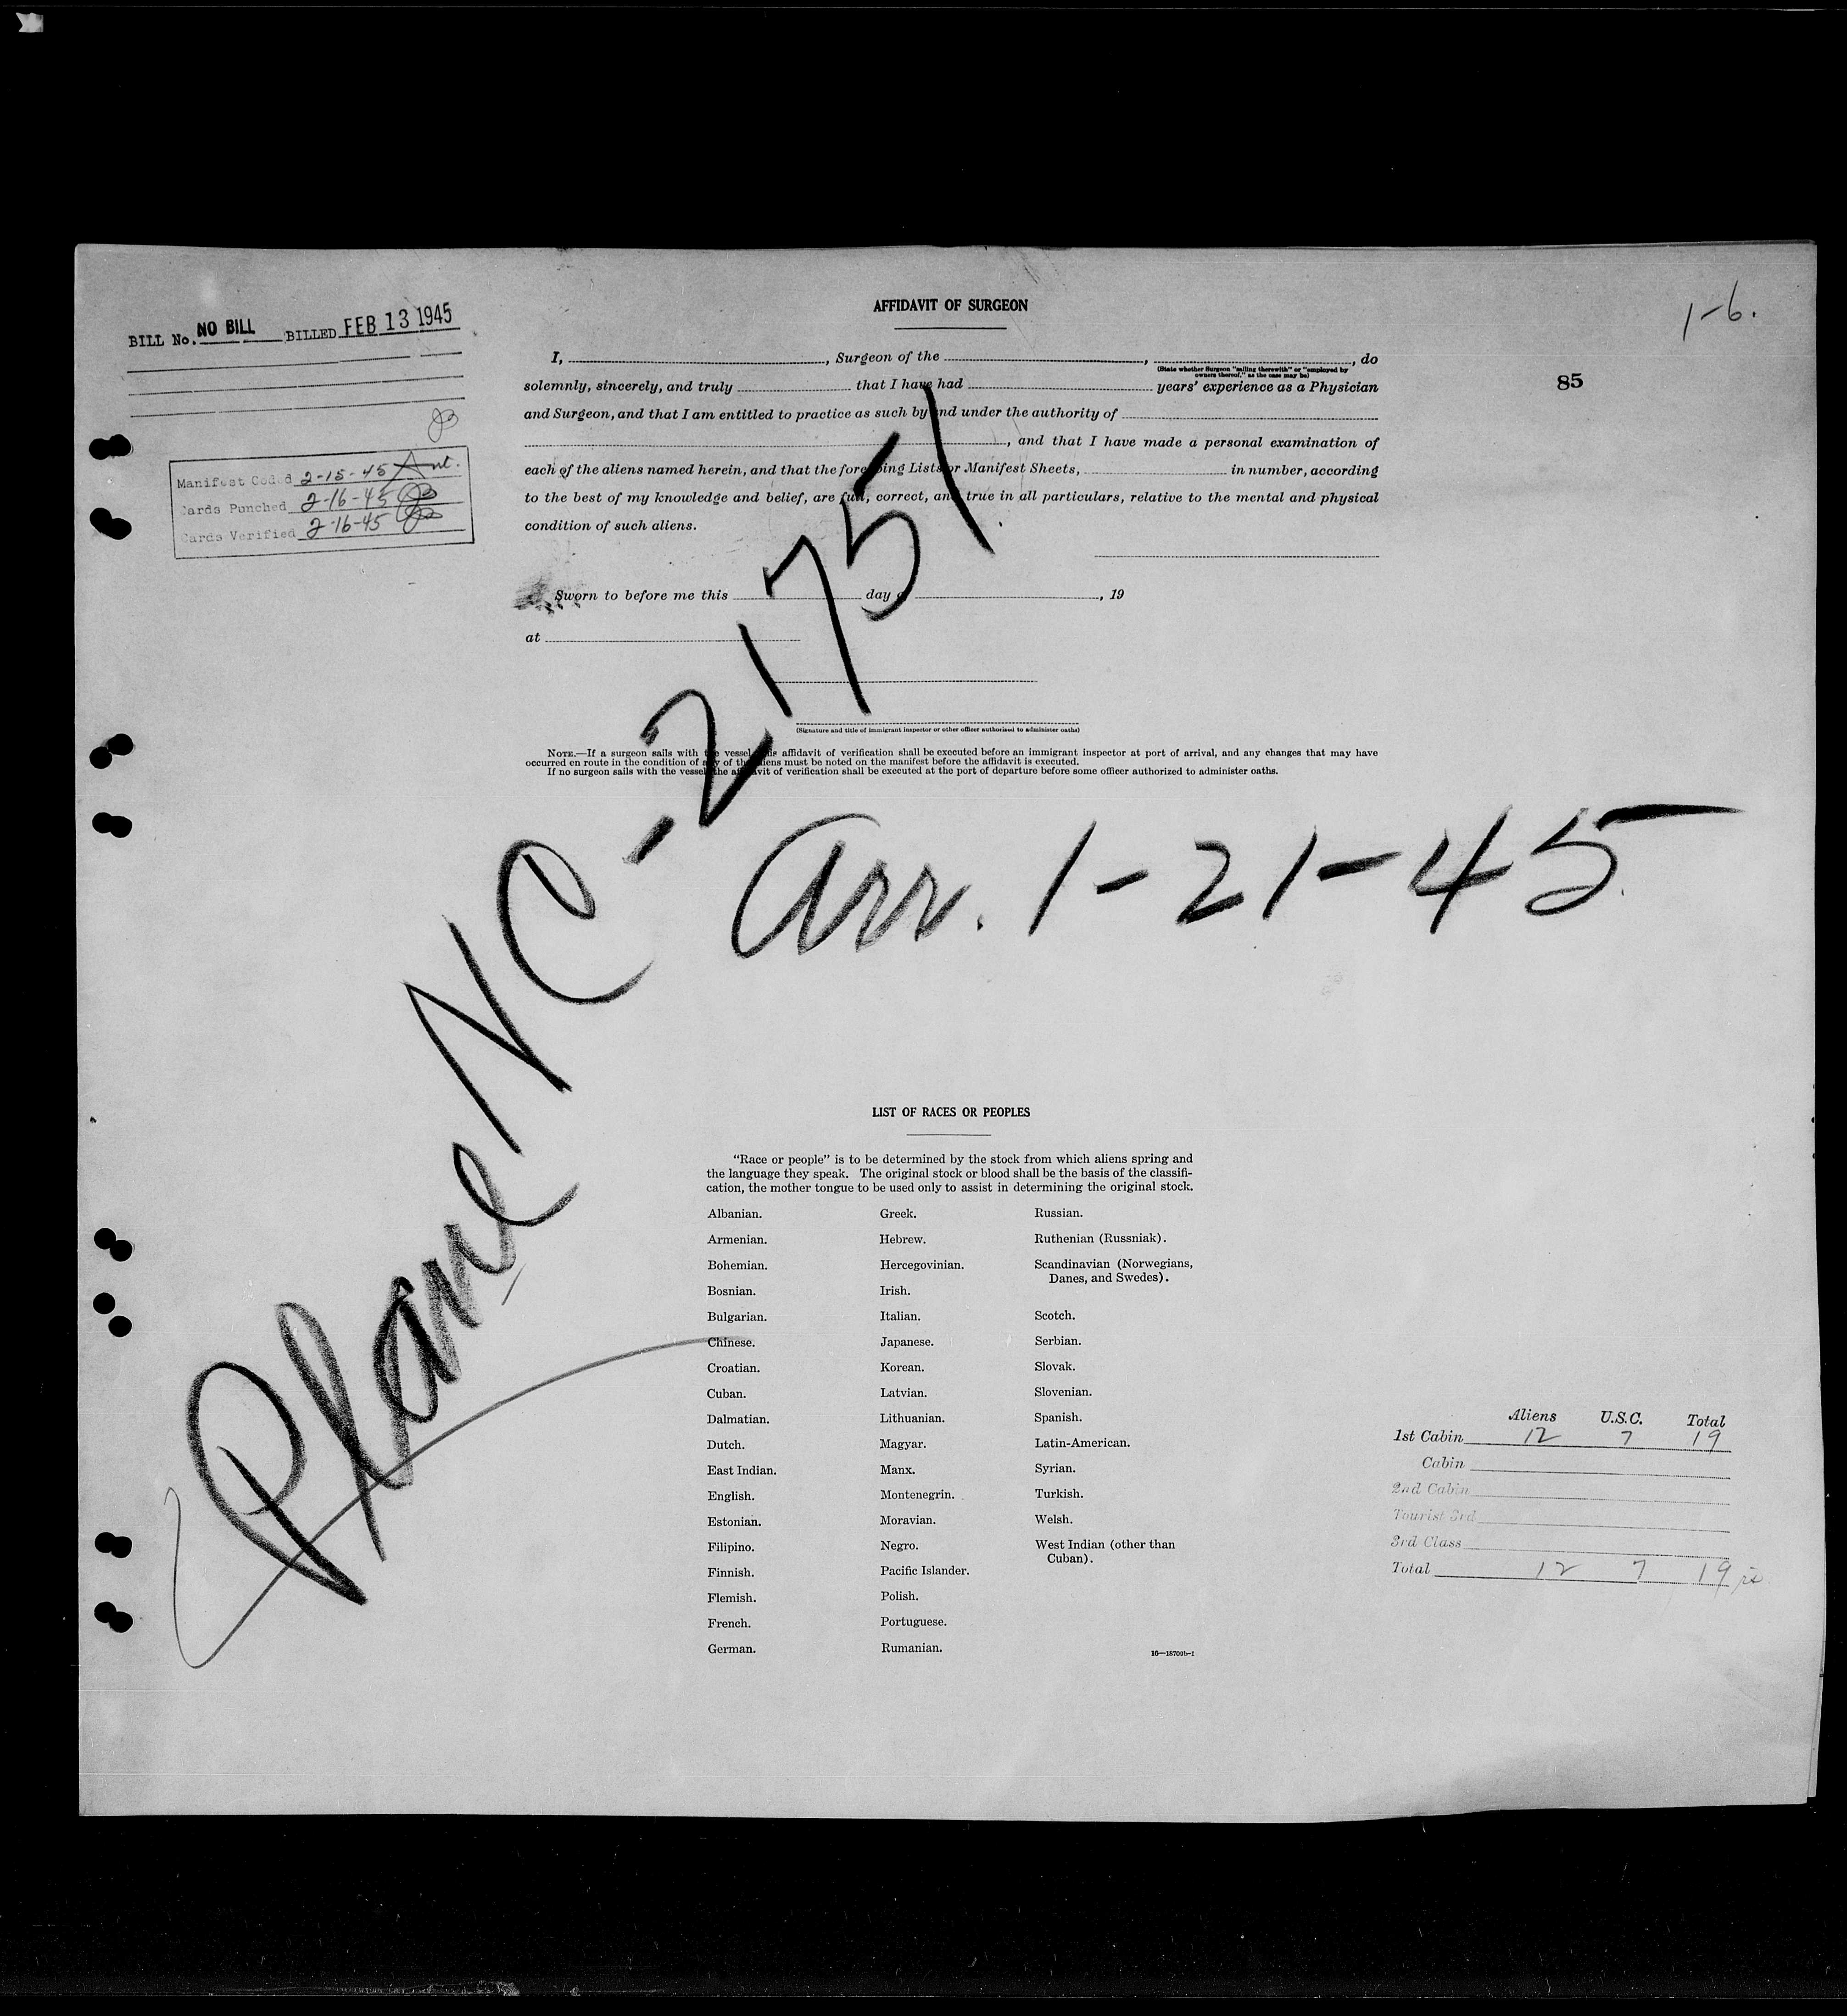 BILL No. NO BILL BILLED FEB 13 1945
1-6.
85
Manifest Coded 2-15-45
Cards Punched 2-16-45
Cards Verified 2-16-45
AFFIDAVIT OF SURGEON
I, , Surgeon of the , , do
(State whether Surgeon "sailing therewith" or "employed by
owners thereof," as the case may be)
solemnly, sincerely, and truly that I have had years' experience as a Physician
and Surgeon, and that I am entitled to practice as such by and under the authority of
, and that I have made a personal examination of
each of the aliens named herein, and that the foregoing Lists or Manifest Sheets, in number, according
to the best of my knowledge and belief, are full, correct, and true in all particulars, relative to the mental and physical
condition of such aliens.
Sworn to before me this day of , 19
at
(Signature and title of immigrant inspector or other officer authorized to administer oaths)
NOTE.—If a surgeon sails with the vessel this affidavit of verification shall be executed before an immigrant inspector at port of arrival, and any changes that may have
occurred en route in the condition of any of the aliens must be noted on the manifest before the affidavit is executed.
If no surgeon sails with the vessel the affidavit of verification shall be executed at the port of departure before some officer authorized to administer oaths.
Plane NC-21751
arr. 1-21-45
LIST OF RACES OR PEOPLES
"Race or people" is to be determined by the stock from which aliens spring and
the language they speak. The original stock or blood shall be the basis of the classifi-
cation, the mother tongue to be used only to assist in determining the original stock.
Albanian.
Armenian.
Bohemian.
Bosnian.
Bulgarian.
Chinese.
Croatian.
Cuban.
Dalmatian.
Dutch.
East Indian.
English.
Estonian.
Filipino.
Finnish.
Flemish.
French.
German.
Greek.
Hebrew.
Hercegovinian.
Irish.
Italian.
Japanese.
Korean.
Latvian.
Lithuanian.
Magyar.
Manx.
Montenegrin.
Moravian.
Negro.
Pacific Islander.
Polish.
Portuguese.
Rumanian.
Russian.
Ruthenian (Russniak).
Scandinavian (Norwegians,
Danes, and Swedes).
Scotch.
Serbian.
Slovak.
Slovenian.
Spanish.
Latin-American.
Syrian.
Turkish.
Welsh.
West Indian (other than
Cuban).
16—18700b-1
Aliens U.S.C. Total
1st Cabin 12 7 19
Cabin
2nd Cabin
Tourist 3rd
3rd Class
Total 12 7 19